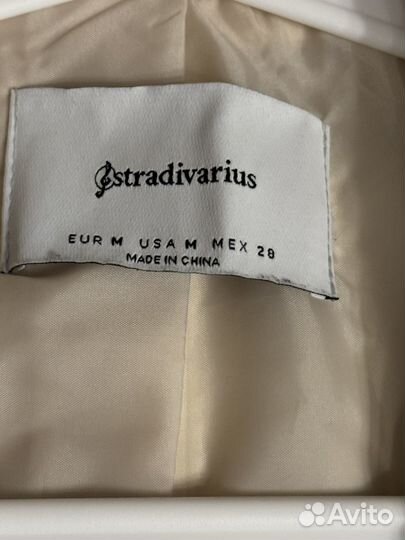 stradivarius
EUR M USA M MEX 28
MADE IN CHINA
Avito